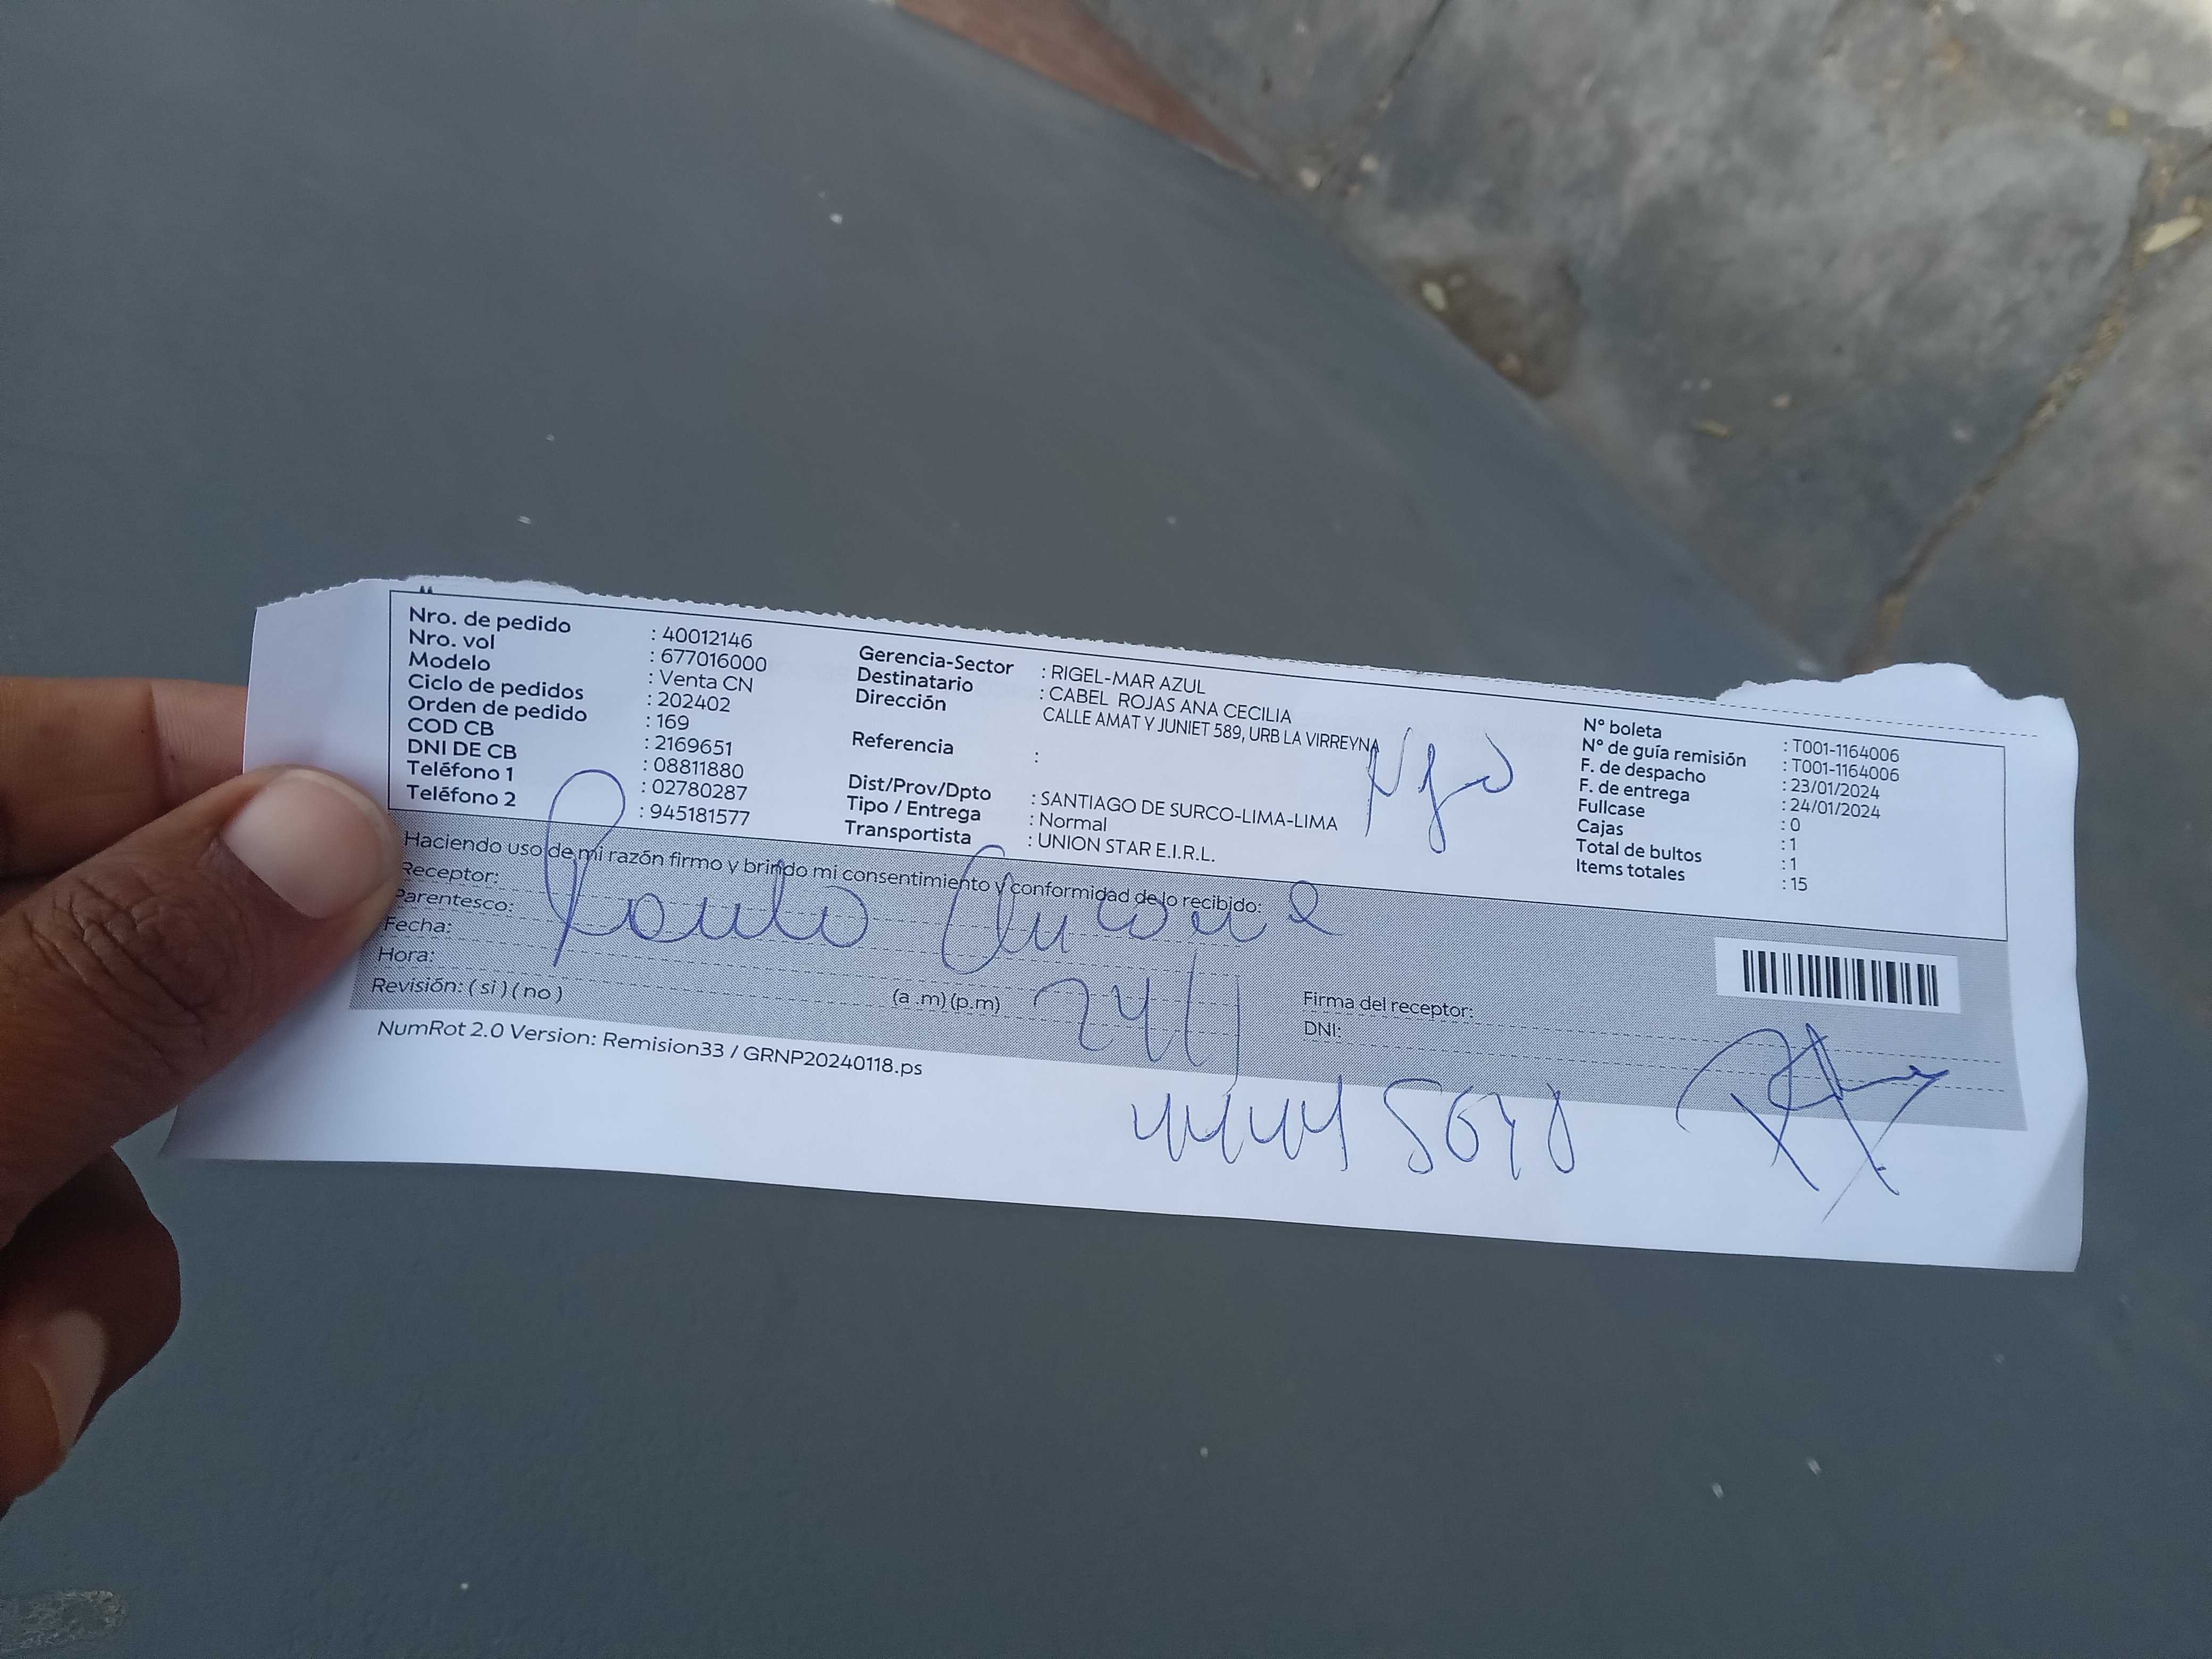 Nro. de pedido : 40012146
Nro. vol : 677016000
Modelo : Venta CN
Ciclo de pedidos : 202402
Orden de pedido : 169
COD CB : 2169651
DNI DE CB : 08811880
Teléfono 1 : 02780287
Teléfono 2 : 945181577
Gerencia-Sector : RIGEL-MAR AZUL
Destinatario : CABEL ROJAS ANA CECILIA
Dirección CALLE AMAT Y JUNIET 589, URB LA VIRREYNA
Referencia :
Dist/Prov/Dpto : SANTIAGO DE SURCO-LIMA-LIMA
Tipo / Entrega : Normal
Transportista : UNION STAR E.I.R.L.
N° boleta : T001-1164006
N° de guía remisión : T001-1164006
F. de despacho : 23/01/2024
F. de entrega : 24/01/2024
Fullcase : 0
Cajas : 1
Total de bultos : 1
Items totales : 15
Haciendo uso de mi razón firmo y brindo mi consentimiento y conformidad de lo recibido:
Receptor:
Parentesco:
Fecha:
Hora: (a .m) (p.m)
Revisión: ( si ) ( no )
Firma del receptor:
DNI:
NumRot 2.0 Version: Remision33 / GRNP20240118.ps